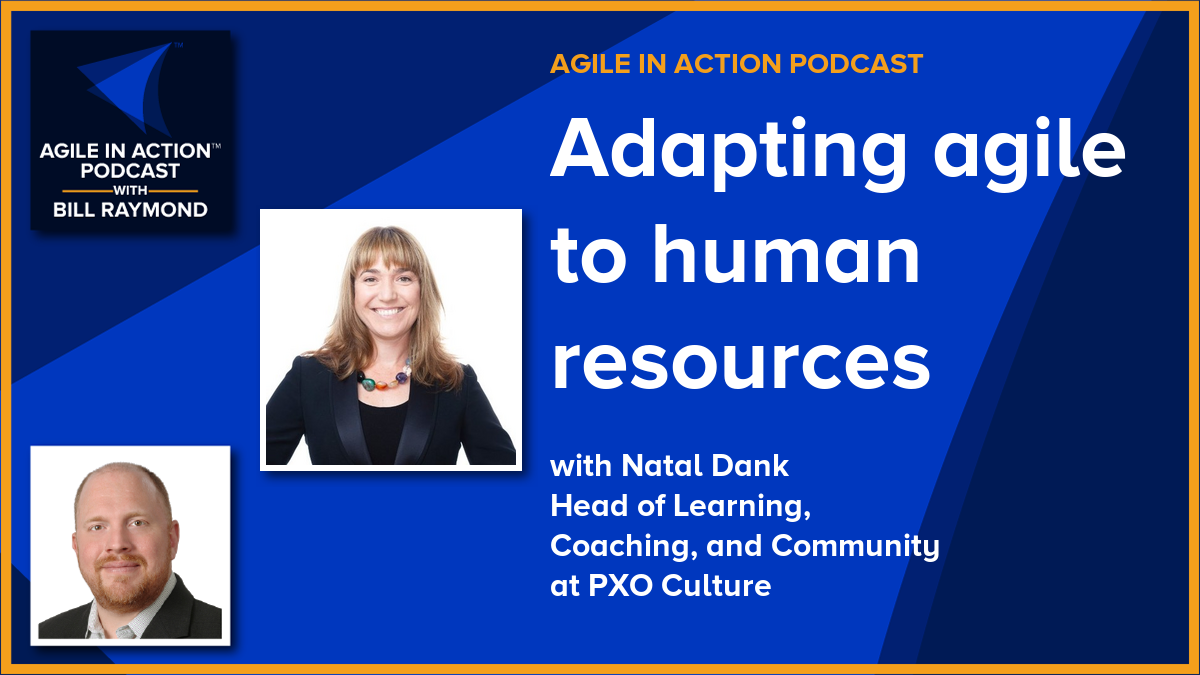 ™
AGILE IN ACTION™
PODCAST
WITH
BILL RAYMOND
AGILE IN ACTION PODCAST
Adapting agile
to human
resources
with Natal Dank
Head of Learning,
Coaching, and Community
at PXO Culture